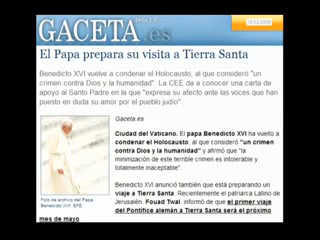 GACETA.es
El Papa prepara su visita a Tierra Santa
Benedicto XVI vuelve a condenar el Holocausto, al que consideró "un
crimen contra Dios y la humanidad". La CEE da a conocer una carta de
apoyo al Santo Padre en la que "expresa su afecto ante las voces que han
puesto en duda su amor por el pueblo judío".
Gaceta es
Ciudad del Vaticano. El papa Benedicto XVI ha vuelto
a condenar el Holocausto, al que consideró "un crimen
contra Dios y la humanidad" y afirmó que "la
minimización de este terrible crimen es intolerable y
totalmente inaceptable".
Foto de archivo del Papa
Benedicto XVI. EFE
Benedicto XVI anunció también que está preparando un
viaje a Tierra Santa. Recientemente el patriarca Latino
de Jerusalén, Fouad Twal, informó de que el primer viaje
del Pontífice alemán a Tierra Santa será el próximo
mes de mayo